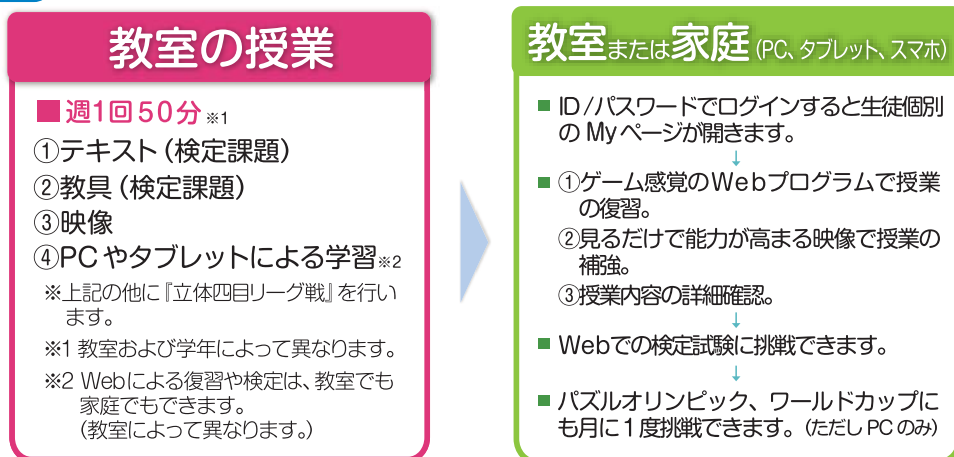 教室の授業
■週1回50分※1
①テキスト（検定課題）
②教具（検定課題）
③映像
④PCやタブレットによる学習※2
※上記の他に『立体四目リーグ戦』を行い
ます。
※1 教室および学年によって異なります。
※2 Webによる復習や検定は、教室でも
家庭でもできます。
（教室によって異なります。）
教室または家庭（PC、タブレット、スマホ）
■ID/パスワードでログインすると生徒個別
のMyページが開きます。
↓
■①ゲーム感覚のWebプログラムで授業
の復習。
②見るだけで能力が高まる映像で授業の
補強。
③授業内容の詳細確認。
↓
■Webでの検定試験に挑戦できます。
↓
■パズルオリンピック、ワールドカップに
も月に1度挑戦できます。（ただしPCのみ）